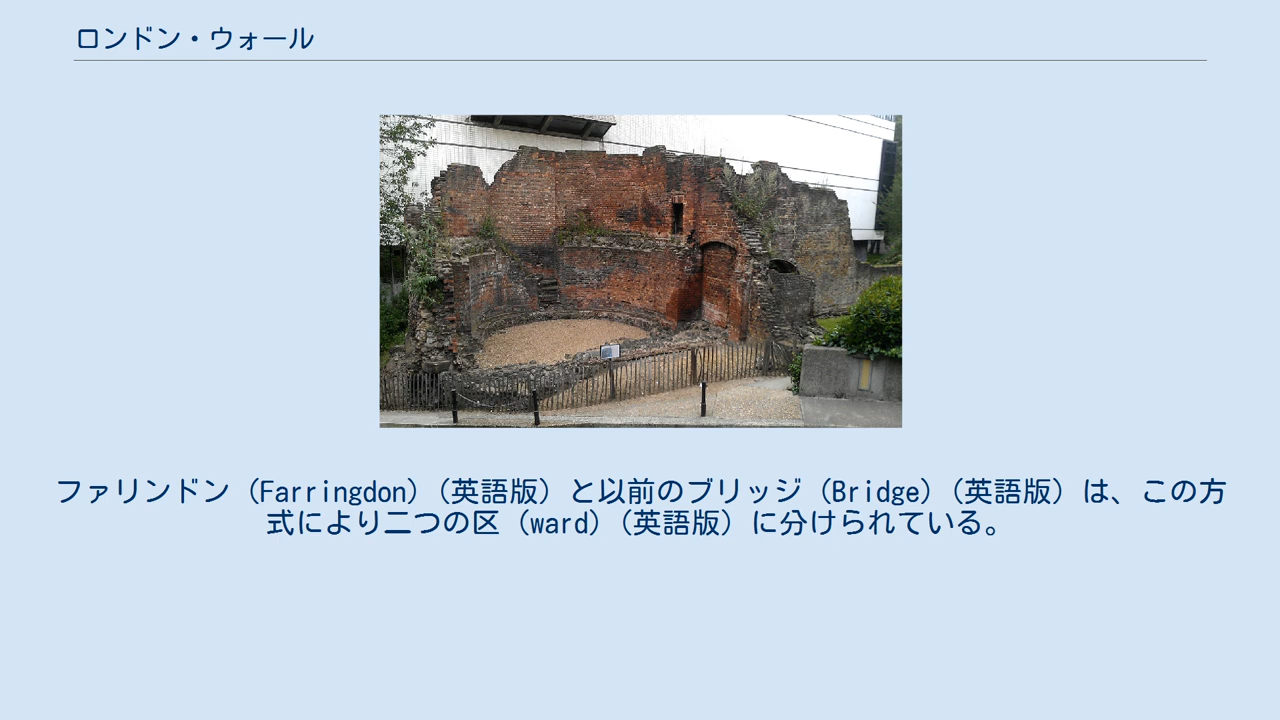 ロンドン・ウォール
ファリンドン（Farringdon）（英語版）と以前のブリッジ（Bridge）（英語版）は、この方
式により二つの区（ward）（英語版）に分けられている。